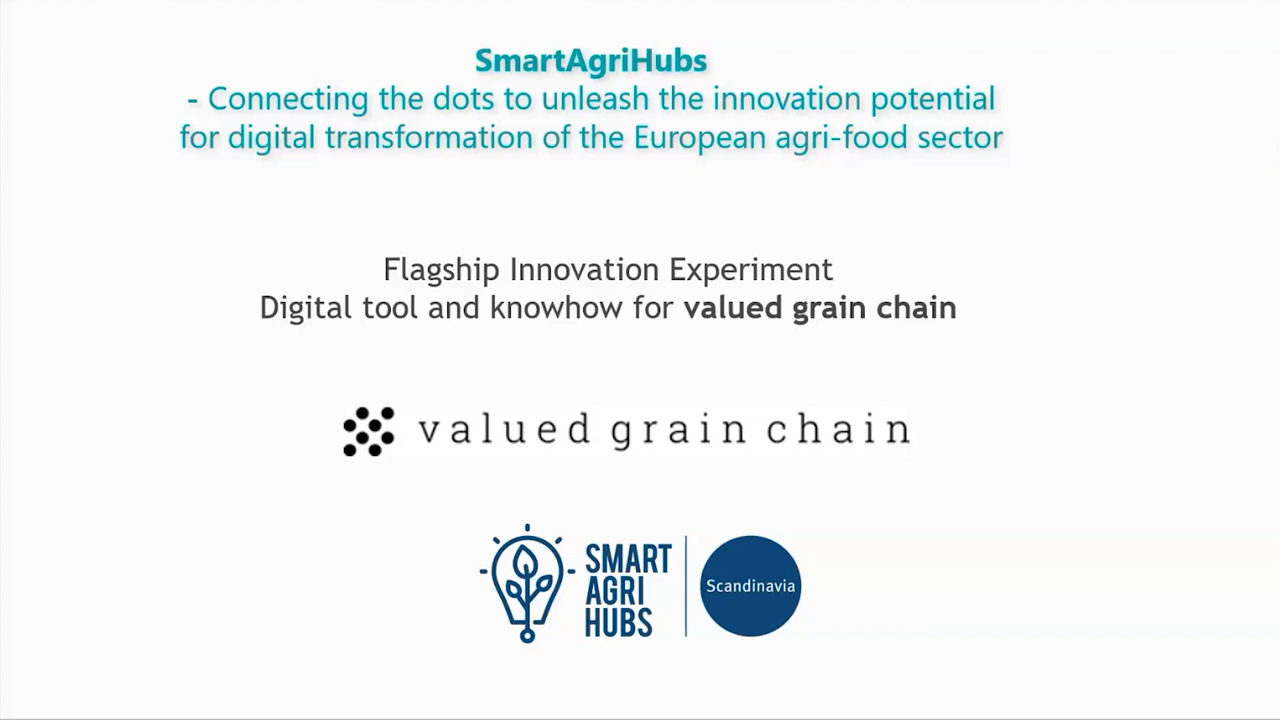 SmartAgriHubs
- Connecting the dots to unleash the innovation potential
for digital transformation of the European agri-food sector
Flagship Innovation Experiment
Digital tool and knowhow for valued grain chain
valued grain chain
SMART
AGRI
HUBS
Scandinavia